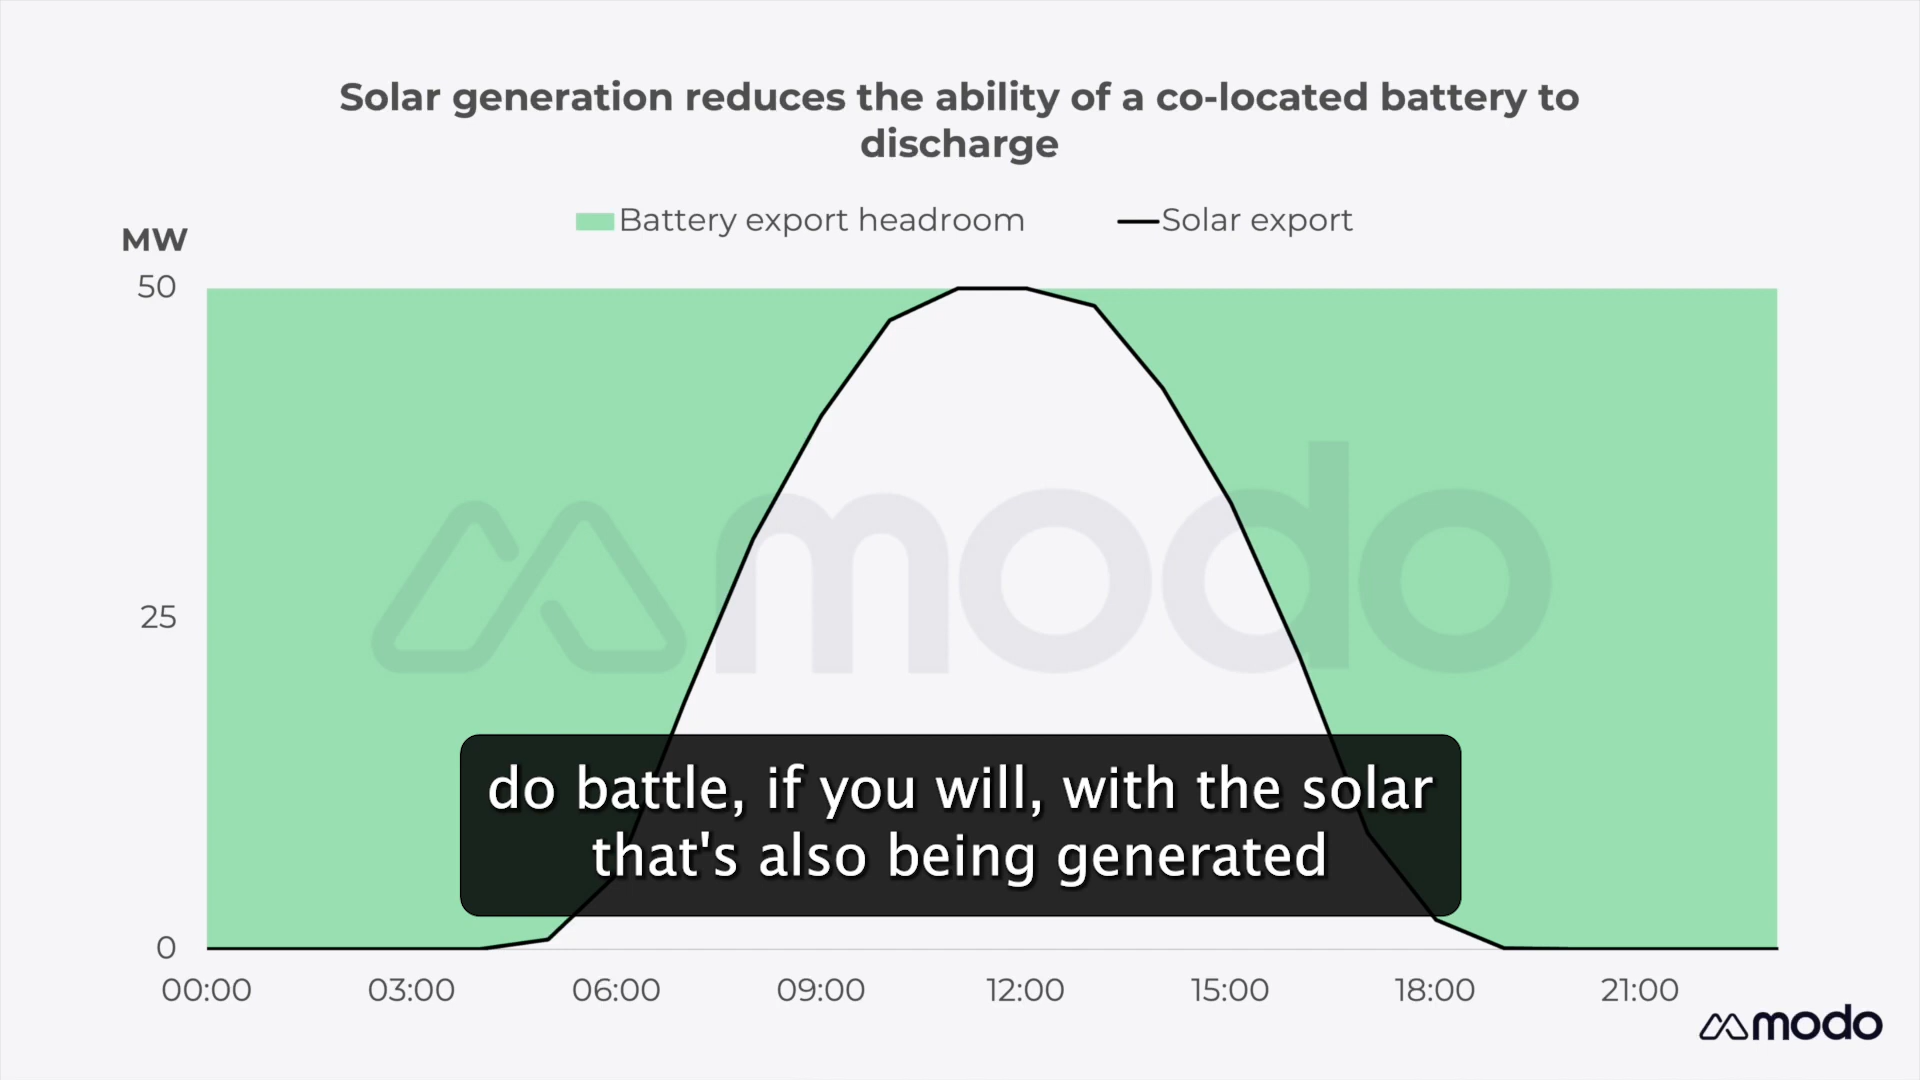 Solar generation reduces the ability of a co-located battery to
discharge
Battery export headroom
Solar export
MW
50
25
0
modo
do battle, if you will, with the solar
that's also being generated
00:00
03:00
06:00
09:00
12:00
15:00
18:00
21:00
modo